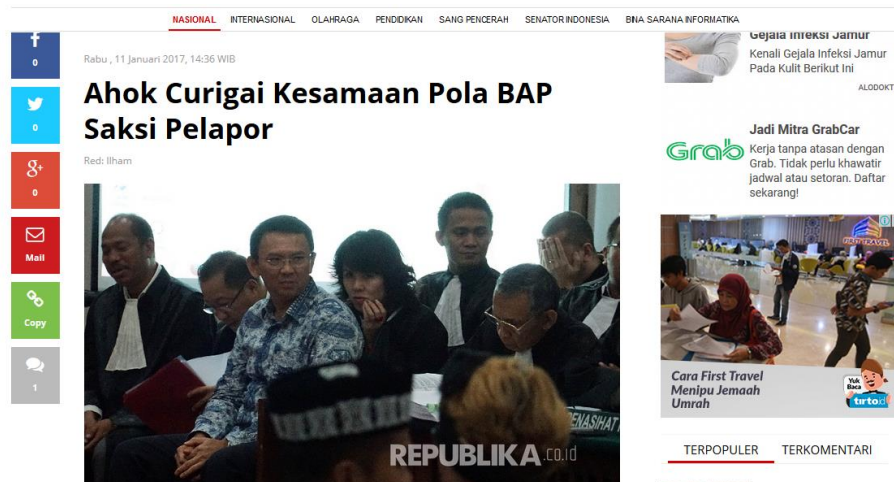 NASIONAL INTERNASIONAL OLAHRAGA PENDIDIKAN SANG PENCERAH SENATOR INDONESIA BINA SARANA INFORMATIKA
0
0
0
Mail
Copy
1
Rabu , 11 Januari 2017, 14:36 WIB
Ahok Curigai Kesamaan Pola BAP
Saksi Pelapor
Red: Ilham
ENASIHAT
REPUBLIKA.co.id
Gejala Infeksi Jamur
Kenali Gejala Infeksi Jamur
Pada Kulit Berikut Ini
ALODOKT
Grab
Jadi Mitra GrabCar
Kerja tanpa atasan dengan
Grab. Tidak perlu khawatir
jadwal atau setoran. Daftar
sekarang!
FIRST TRAVEL
Cara First Travel
Menipu Jemaah
Umrah
Yuk
Baca
tirto.id
TERPOPULER TERKOMENTARI